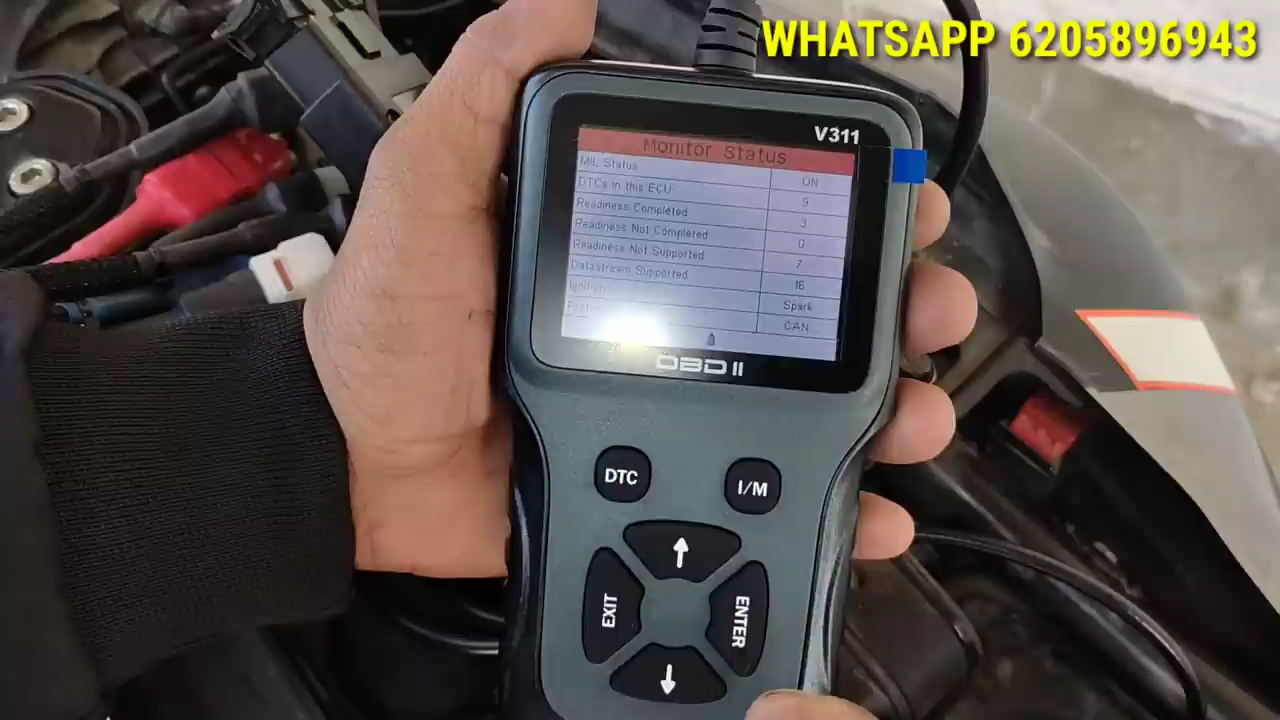 WHATSAPP 6205896943
V311
Monitor Status
MIL Status ON
DTCs in this ECU 9
Readiness Completed 3
Readiness Not Completed 0
Readiness Not Supported 7
Datastream Supported 16
Ignition Spark
CAN
OBD II
DTC
I/M
EXIT
ENTER